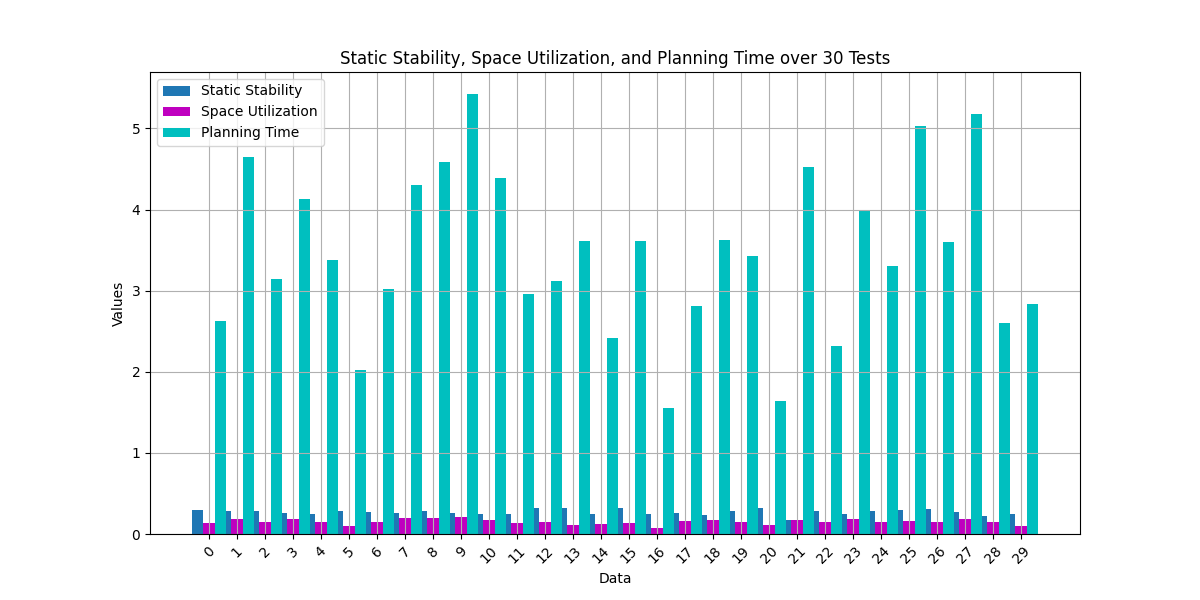 Static Stability, Space Utilization, and Planning Time over 30 Tests
Static Stability
Space Utilization
Planning Time
Values
5
4
3
2
1
0
0 1 2 3 4 5 6 7 8 9 10 11 12 13 14 15 16 17 18 19 20 21 22 23 24 25 26 27 28 29
Data